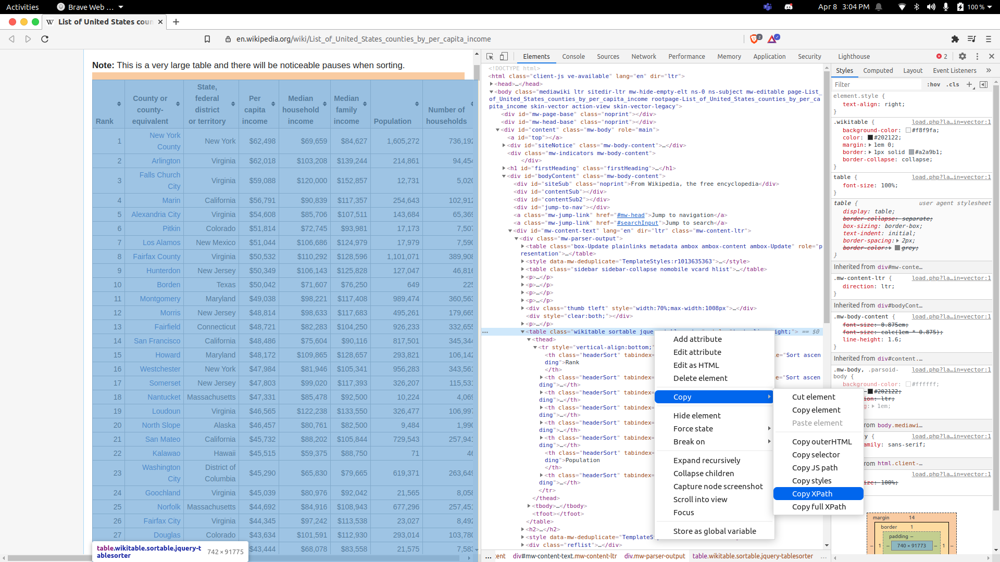 Activities
Brave Web …
Apr 8 3:04 PM
100 %
W List of United States coun
en.wikipedia.org/wiki/List_of_United_States_counties_by_per_capita_income
2
Note: This is a very large table and there will be noticeable pauses when sorting.
Rank County or county-equivalent State, federal district or territory Per capita income Median household income Median family income Population Number of households
1 New York County New York $62,498 $69,659 $84,627 1,605,272 736,192
2 Arlington Virginia $62,018 $103,208 $139,244 214,861 94,454
3 Falls Church City Virginia $59,088 $120,000 $152,857 12,731 5,020
4 Marin California $56,791 $90,839 $117,357 254,643 102,912
5 Alexandria City Virginia $54,608 $85,706 $107,511 143,684 65,369
6 Pitkin Colorado $51,814 $72,745 $93,981 17,173 7,507
7 Los Alamos New Mexico $51,044 $106,686 $124,979 17,979 7,590
8 Fairfax County Virginia $50,532 $110,292 $128,596 1,101,071 389,908
9 Hunterdon New Jersey $50,349 $106,143 $125,828 127,047 46,816
10 Borden Texas $50,042 $71,607 $76,250 649 225
11 Montgomery Maryland $49,038 $98,221 $117,408 989,474 360,563
12 Morris New Jersey $48,814 $98,633 $117,683 495,261 179,665
13 Fairfield Connecticut $48,721 $82,283 $104,250 926,233 332,655
14 San Francisco California $48,486 $75,604 $90,116 817,501 345,344
15 Howard Maryland $48,172 $109,865 $128,657 293,821 106,142
16 Westchester New York $47,984 $81,946 $105,341 956,283 343,561
17 Somerset New Jersey $47,803 $99,020 $117,393 326,207 115,531
18 Nantucket Massachusetts $47,331 $85,478 $92,500 10,224 4,069
19 Loudoun Virginia $46,565 $122,238 $133,550 326,477 106,997
20 North Slope Alaska $46,457 $80,761 $82,500 9,484 1,990
21 San Mateo California $45,732 $88,202 $105,844 729,543 257,941
22 Kalawao Hawaii $45,515 $59,375 $88,750 71 46
23 Washington City District of Columbia $45,290 $65,830 $79,665 619,371 263,649
24 Goochland Virginia $45,039 $80,976 $92,042 21,565 8,058
25 Norfolk Massachusetts $44,692 $84,916 $108,943 677,296 257,451
26 Fairfax City Virginia $44,345 $97,242 $113,538 23,027 8,492
27 Douglas Colorado $43,634 $101,591 $112,930 293,014 103,780
$43,444 $68,078 $83,558 21,575 7,583
table.wikitable.sortable.jquery-t
ablesorter
742 × 91775
Elements Console Sources Network Performance Memory Application Security Lighthouse 2
<!DOCTYPE html>
<html class="client-js ve-available" lang="en" dir="ltr">
<head>…</head>
<body class="mediawiki ltr sitedir-ltr mw-hide-empty-elt ns-0 ns-subject mw-editable page-List_
of_United_States_counties_by_per_capita_income rootpage-List_of_United_States_counties_by_per_ca
pita_income skin-vector action-view skin-vector-legacy">
<div id="mw-page-base" class="noprint"></div>
<div id="mw-head-base" class="noprint"></div>
<div id="content" class="mw-body" role="main">
<a id="top"></a>
<div id="siteNotice" class="mw-body-content">…</div>
<div class="mw-indicators mw-body-content">
</div>
<h1 id="firstHeading" class="firstHeading">…</h1>
<div id="bodyContent" class="mw-body-content">
<div id="siteSub" class="noprint">From Wikipedia, the free encyclopedia</div>
<div id="contentSub"></div>
<div id="contentSub2"></div>
<div id="jump-to-nav"></div>
<a class="mw-jump-link" href="#mw-head">Jump to navigation</a>
<a class="mw-jump-link" href="#searchInput">Jump to search</a>
<div id="mw-content-text" lang="en" dir="ltr" class="mw-content-ltr">
<div class="mw-parser-output">
<table class="box-Update plainlinks metadata ambox ambox-content ambox-Update" role="p
resentation">…</table>
<style data-mw-deduplicate="TemplateStyles:r1013635363">…</style>
<table class="sidebar sidebar-collapse nomobile vcard hlist">…</table>
<p>…</p>
<p>…</p>
<p>…</p>
<p>…</p>
<div class="thumb tleft" style="width:70%;max-width:1008px">…</div>
<div style="clear:both;"></div>
<p>…</p>
… <table class="wikitable sortable jque ight;"> == $0
<thead>
<tr style="vertical-align:bottom;"
<th class="headerSort" tabindex= le="Sort ascen
ding">Rank
</th>
<th class="headerSort" tabindex= le="Sort ascen
ding">…</th>
<th class="headerSort" tabindex=
ding">…</th>
<th class="headerSort" tabindex=
ding">…</th>
<th class="headerSort" tabindex=
ding">…</th>
<th class="headerSort" tabindex=
ding">…</th>
<th class="headerSort" tabindex=
ding">Population
</th>
<th class="headerSort" tabindex=
ding">…</th>
</tr>
</thead>
<tbody>…</tbody>
<tfoot></tfoot>
</table>
<h2>…</h2>
<style data-mw-deduplicate="TemplateSt
<div class="reflist">…</div>
… :ent div#mw-content-text.mw-content-ltr div.mw-parser-output table.wikitable.sortable.jquery-tablesorter …
Add attribute
Edit attribute
Edit as HTML
Delete element
Copy
Hide element
Force state
Break on
Expand recursively
Collapse children
Capture node screenshot
Scroll into view
Focus
Store as global variable
Cut element
Copy element
Paste element
Copy outerHTML
Copy selector
Copy JS path
Copy styles
Copy XPath
Copy full XPath
Styles Computed Layout Event Listeners »
Filter :hov .cls +
element.style {
text-align: right;
}
.wikitable { load.php?la…in=vector:1
background-color: #f8f9fa;
color: #202122;
margin: 1em 0;
border: 1px solid #a2a9b1;
border-collapse: collapse;
}
table { load.php?la…in=vector:1
font-size: 100%;
}
table { user agent stylesheet
display: table;
border-collapse: separate;
box-sizing: border-box;
text-indent: initial;
border-spacing: 2px;
border-color: grey;
}
Inherited from div#mw-conte…
.mw-content-ltr { load.php?la…in=vector:1
direction: ltr;
}
Inherited from div#bodyCont…
.mw-body-content { load.php?la…in=vector:1
font-size: 0.875em;
font-size: calc(1em * 0.875);
line-height: 1.6;
}
Inherited from div#content.…
.mw-body, .parsoid- load.php?la…in=vector:1
body {
background-color: #ffffff;
#202122;
ion: ltr;
g: 1em;
rom body.mediawi…
y { load.php?la…in=vector:1
amily: sans-serif;
rom html.client-…
load.php?la…in=vector:1
ize: 100%;
margin 14
border 1
padding –
– 1 – 740 × 91773 – 1 –